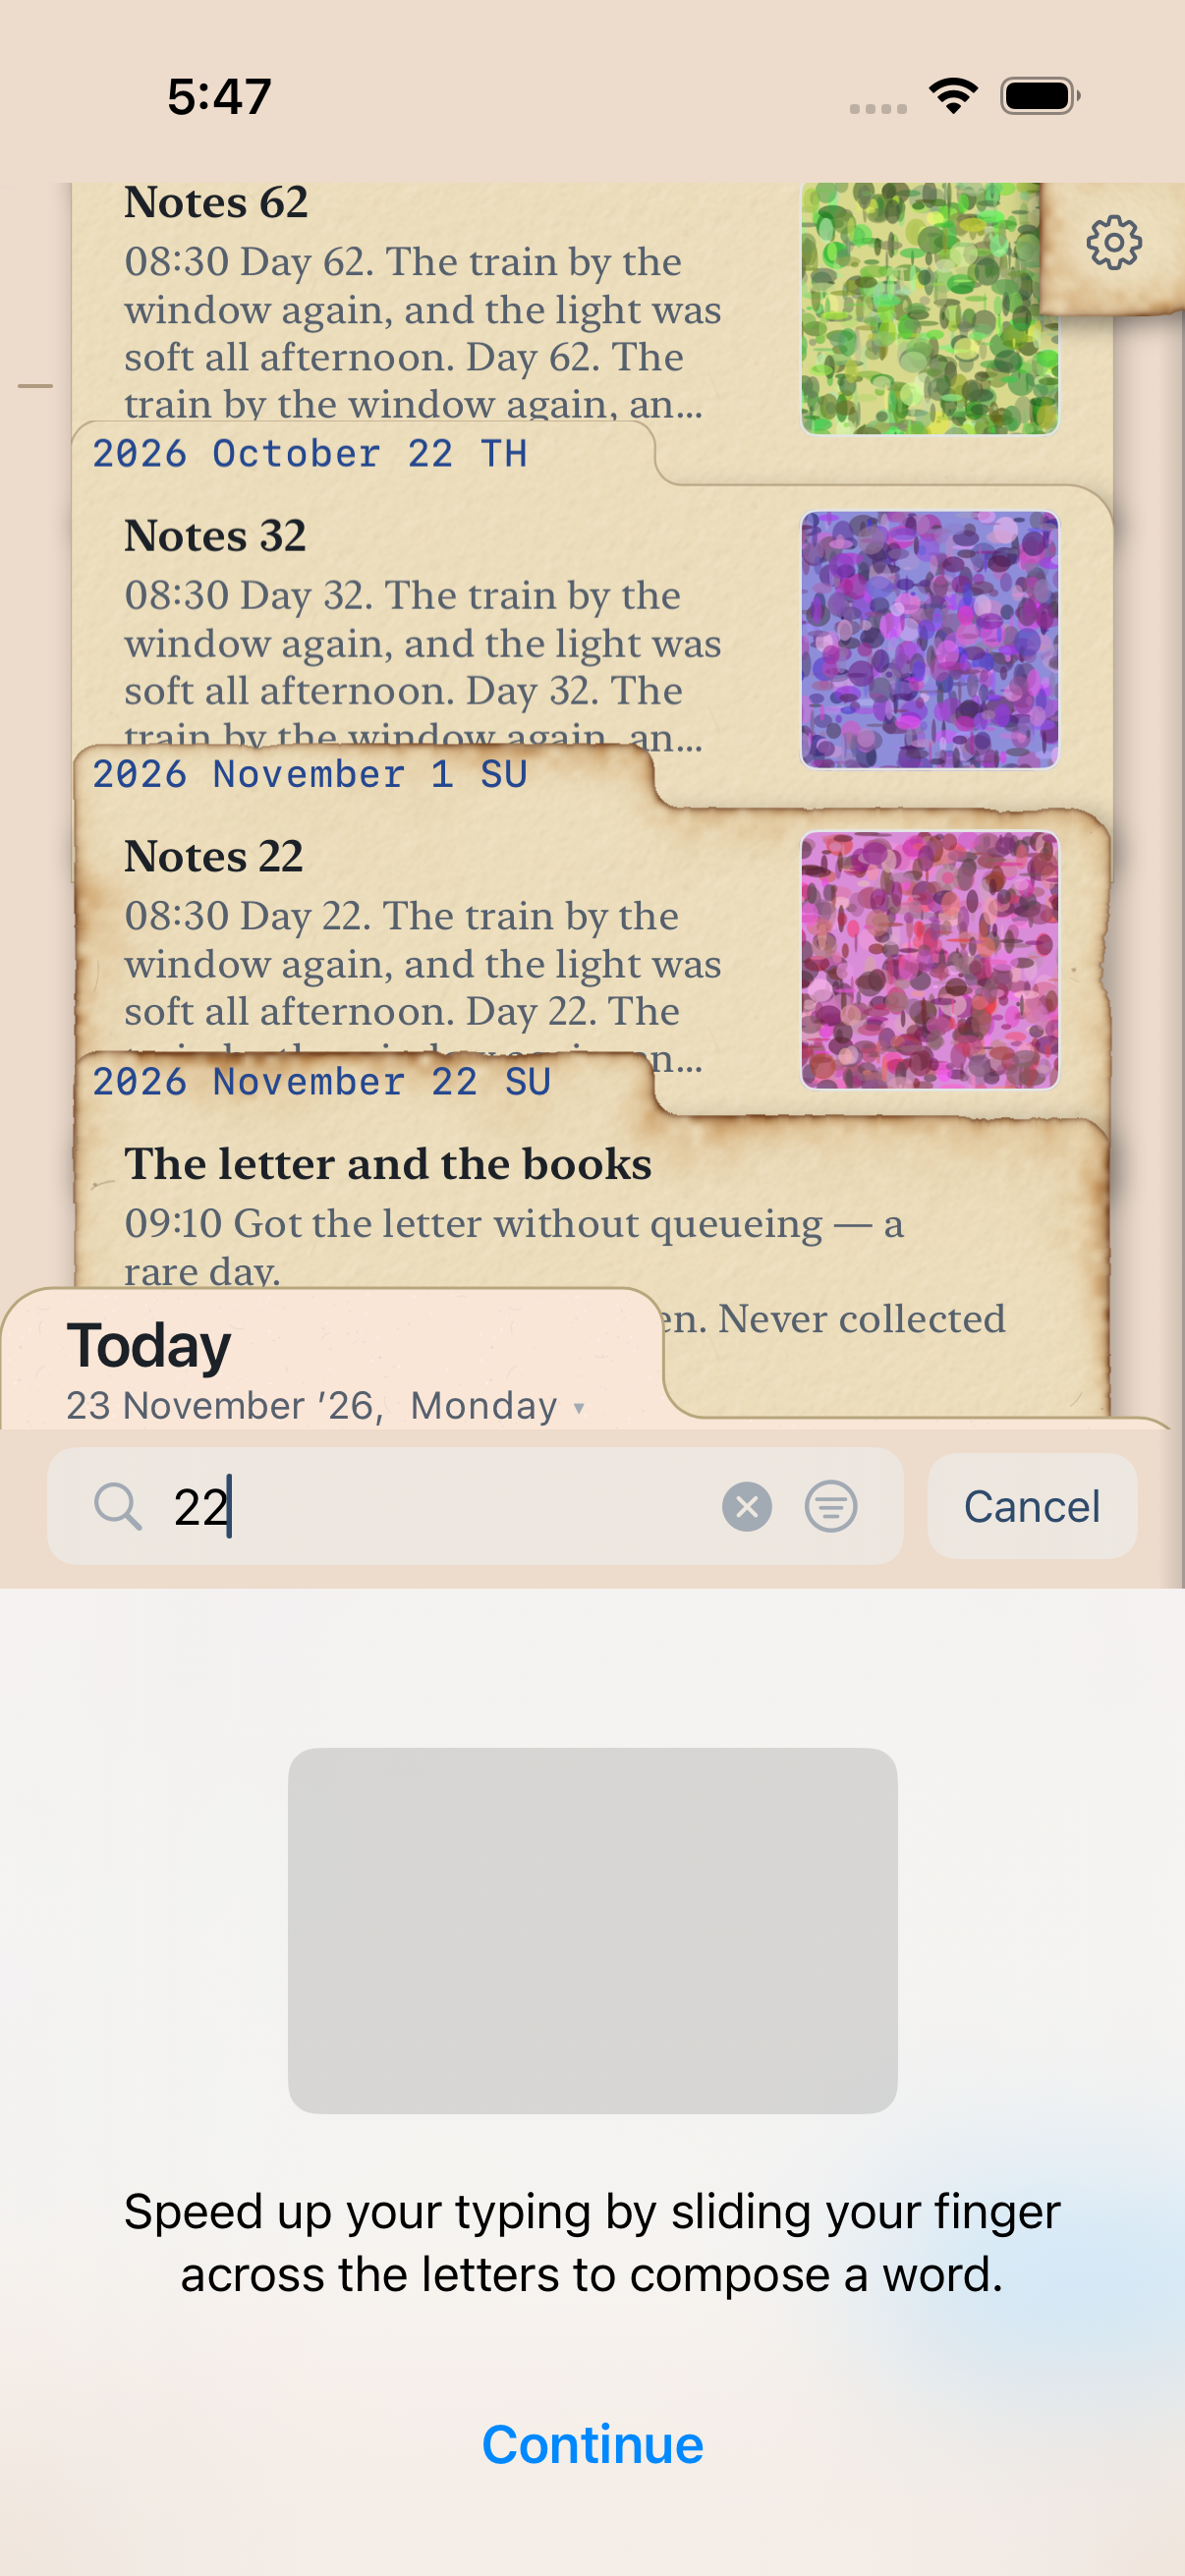 5:47
Notes 62
08:30 Day 62. The train by the
window again, and the light was
soft all afternoon. Day 62. The
train by the window again, an...
2026 October 22 TH
Notes 32
08:30 Day 32. The train by the
window again, and the light was
soft all afternoon. Day 32. The
train by the window again, an...
2026 November 1 SU
Notes 22
08:30 Day 22. The train by the
window again, and the light was
soft all afternoon. Day 22. The
2026 November 22 SU
The letter and the books
09:10 Got the letter without queueing — a
rare day.
Never collected
Today
23 November ’26, Monday ▾
22
Cancel
Speed up your typing by sliding your finger
across the letters to compose a word.
Continue